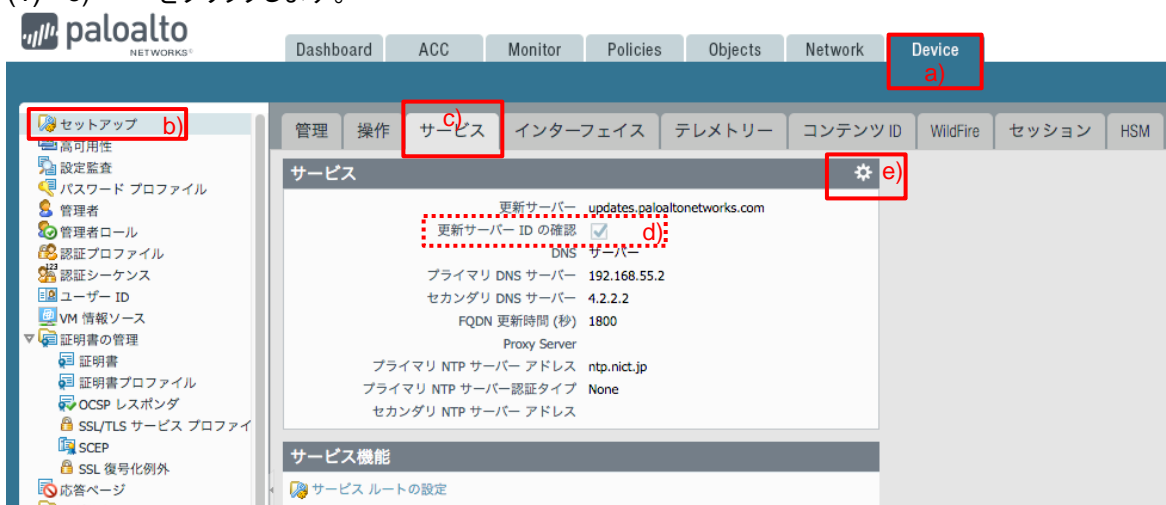 paloalto
NETWORKS®
Dashboard ACC Monitor Policies Objects Network Device
a)
セットアップ b)
高可用性
設定監査
パスワード プロファイル
管理者
管理者ロール
認証プロファイル
認証シーケンス
ユーザー ID
VM 情報ソース
証明書の管理
証明書
証明書プロファイル
OCSP レスポンダ
SSL/TLS サービス プロファイ
SCEP
SSL 復号化例外
応答ページ
c)
管理 操作 サービス インターフェイス テレメトリー コンテンツ ID WildFire セッション HSM
サービス e)
更新サーバー updates.paloaltonetworks.com
更新サーバー ID の確認 d)
DNS サーバー
プライマリ DNS サーバー 192.168.55.2
セカンダリ DNS サーバー 4.2.2.2
FQDN 更新時間 (秒) 1800
Proxy Server
プライマリ NTP サーバー アドレス ntp.nict.jp
プライマリ NTP サーバー認証タイプ None
セカンダリ NTP サーバー アドレス
サービス機能
サービス ルートの設定